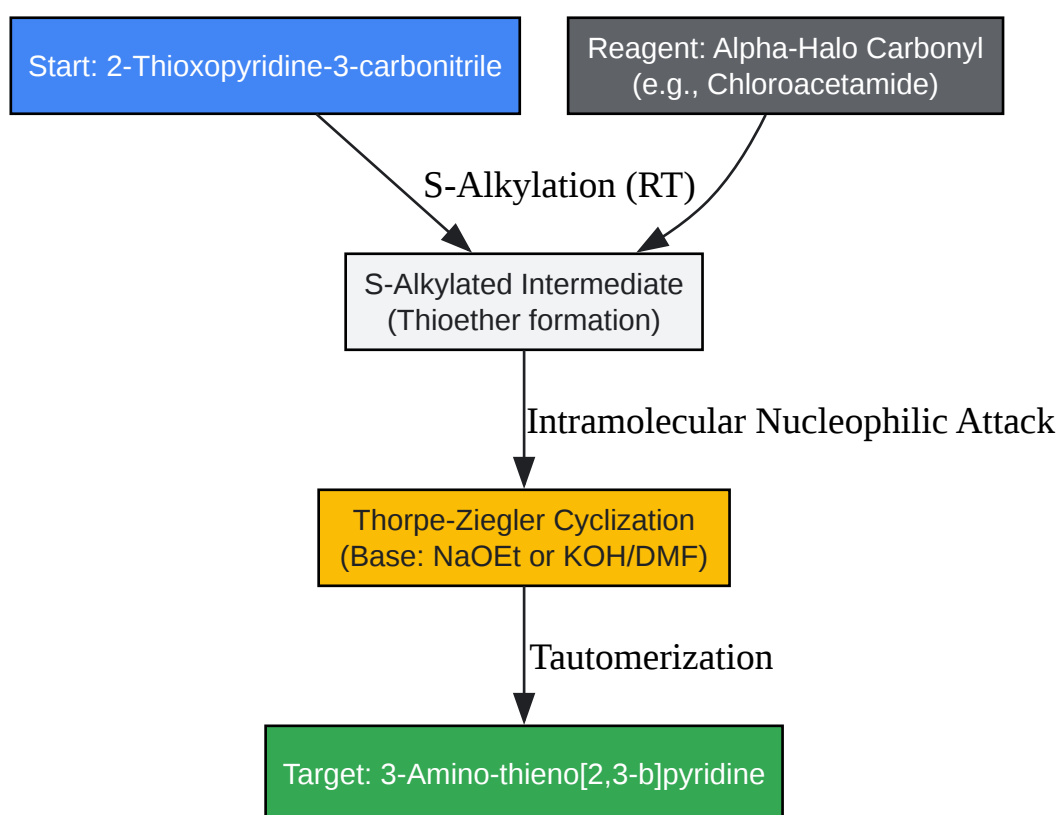 Start: 2-Thioxopyridine-3-carbonitrile
Reagent: Alpha-Halo Carbonyl
(e.g., Chloroacetamide)
S-Alkylation (RT)
S-Alkylated Intermediate
(Thioether formation)
Intramolecular Nucleophilic Attack
Thorpe-Ziegler Cyclization
(Base: NaOEt or KOH/DMF)
Tautomerization
Target: 3-Amino-thieno[2,3-b]pyridine